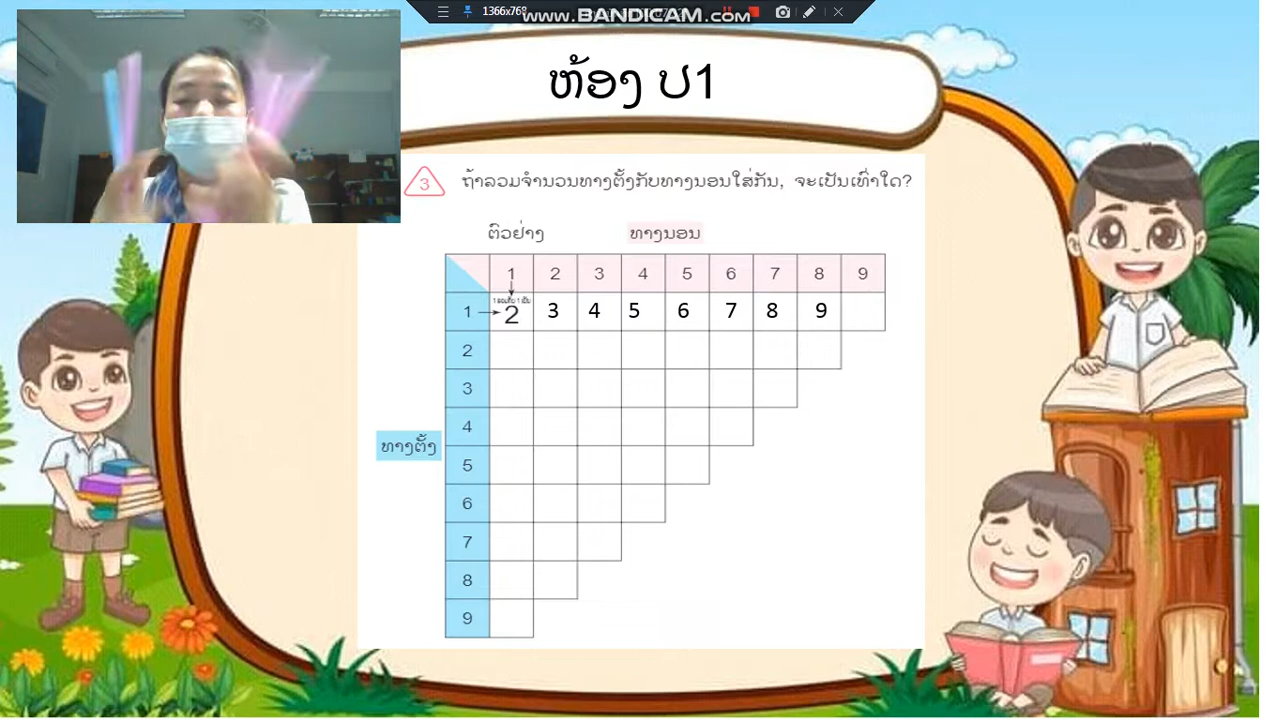 1366x768
www.BANDICAM.com
ຫ້ອງ ປ1
3 ຖ້າລວມຈຳນວນທາງຕັ້ງກັບທາງນອນໃສ່ກັນ, ຈະເປັນເທົ່າໃດ?
ຕົວຢ່າງ ທາງນອນ
1 2 3 4 5 6 7 8 9
1 2 3 4 5 6 7 8 9
2
3
4
ທາງຕັ້ງ
5
6
7
8
9